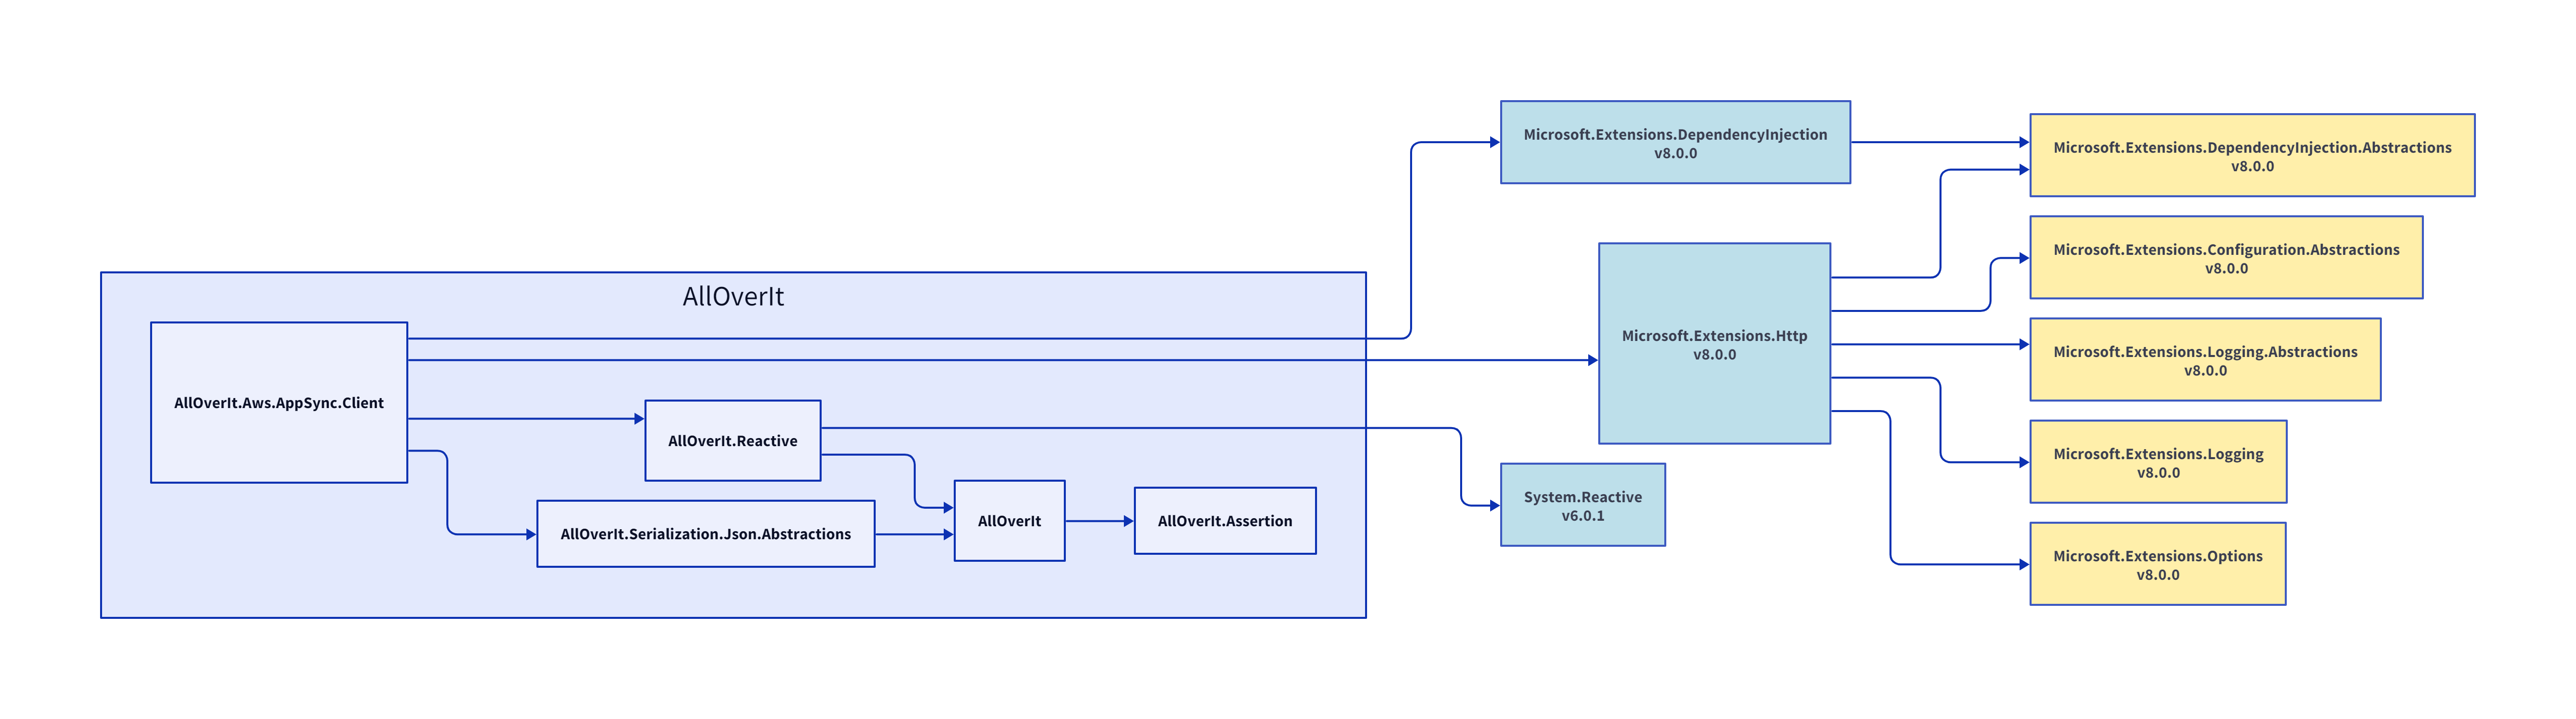 AllOverIt
AllOverIt.Aws.AppSync.Client
AllOverIt.Reactive
AllOverIt.Serialization.Json.Abstractions
AllOverIt
AllOverIt.Assertion
Microsoft.Extensions.DependencyInjection
v8.0.0
Microsoft.Extensions.Http
v8.0.0
System.Reactive
v6.0.1
Microsoft.Extensions.DependencyInjection.Abstractions
v8.0.0
Microsoft.Extensions.Configuration.Abstractions
v8.0.0
Microsoft.Extensions.Logging.Abstractions
v8.0.0
Microsoft.Extensions.Logging
v8.0.0
Microsoft.Extensions.Options
v8.0.0